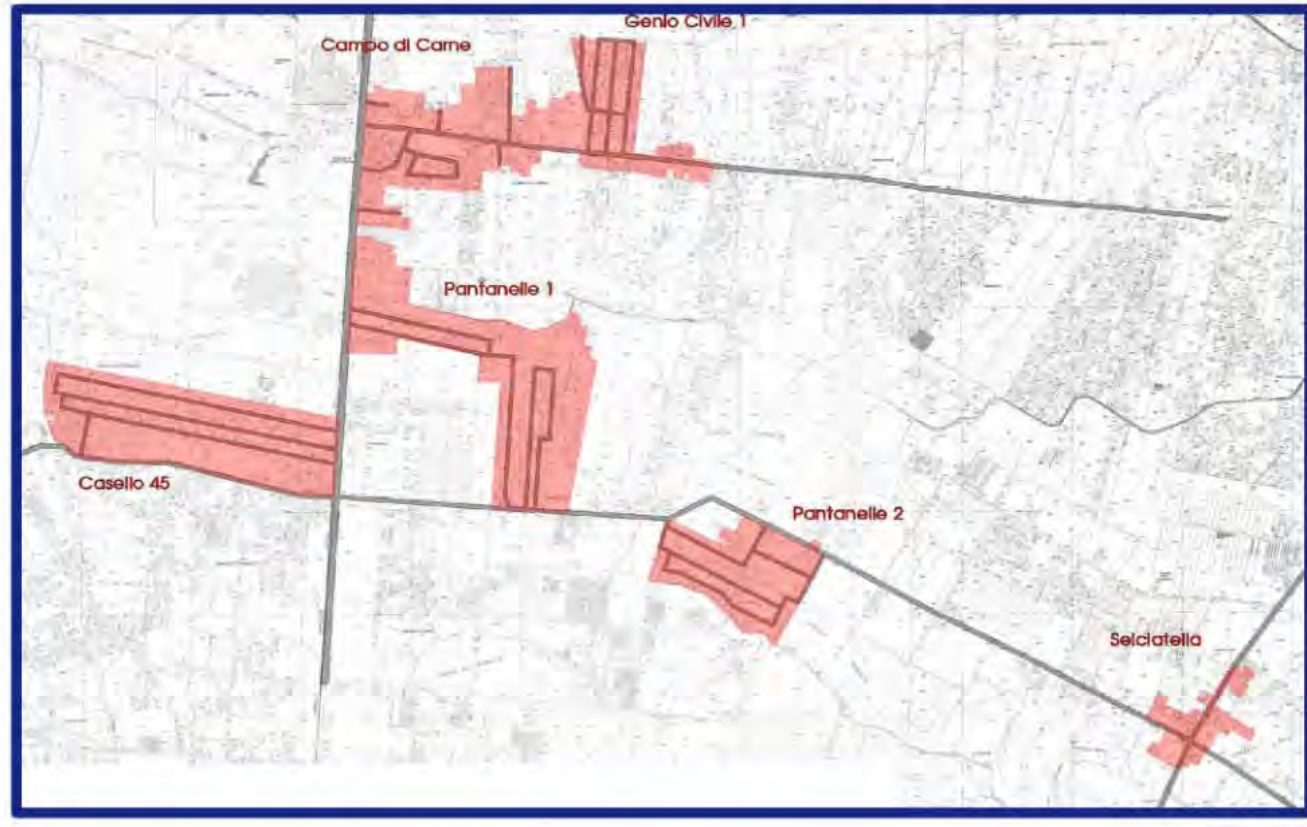 Genio Civile 1
Campo di Carne
Pantanelle 1
Casello 45
Pantanelle 2
Selciatella